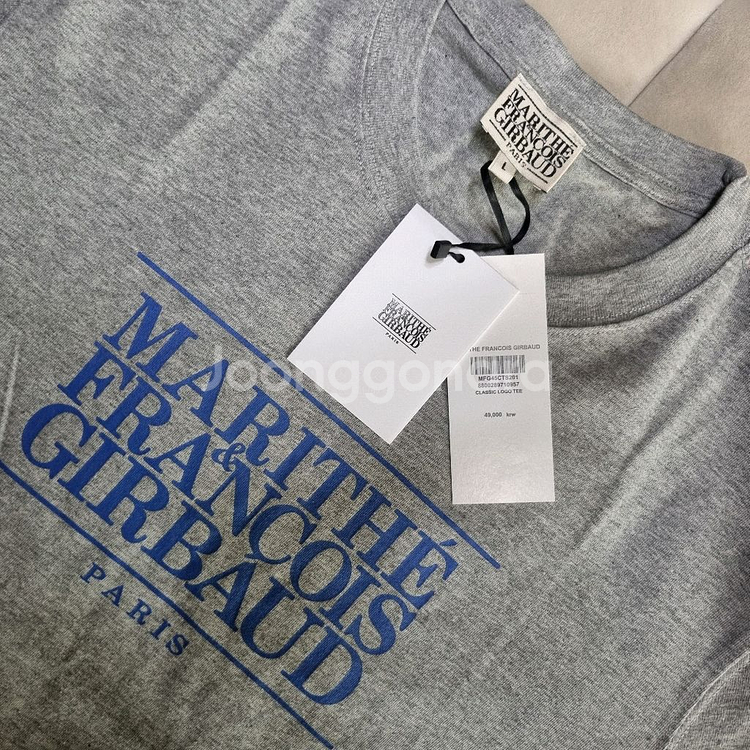 MARITHÉ
FRANÇOIS
GIRBAUD
PARIS
L
MARITHÉ
FRANÇOIS
GIRBAUD
PARIS
THE FRANCOIS GIRBAUD
CLASSIC LOGO TEE
49,000 krw
MARITHÉ
FRANÇOIS
&
GIRBAUD
PARIS
Joonggonara